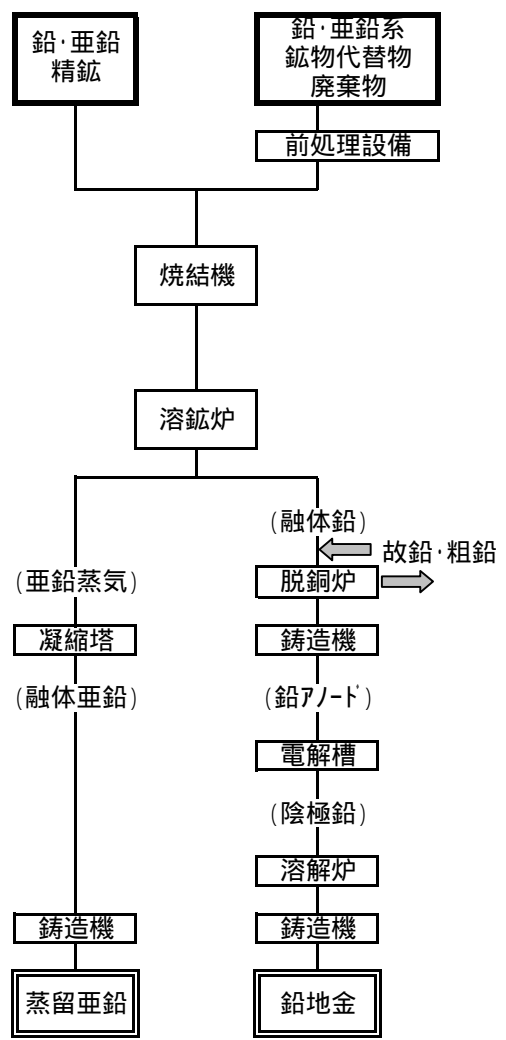 鉛·亜鉛
精鉱
鉛·亜鉛系
鉱物代替物
廃棄物
前処理設備
焼結機
溶鉱炉
(融体鉛)
故鉛·粗鉛
(亜鉛蒸気)
脱銅炉
凝縮塔
鋳造機
(融体亜鉛)
(鉛ｱﾉｰﾄﾞ)
電解槽
(陰極鉛)
溶解炉
鋳造機
鋳造機
蒸留亜鉛
鉛地金